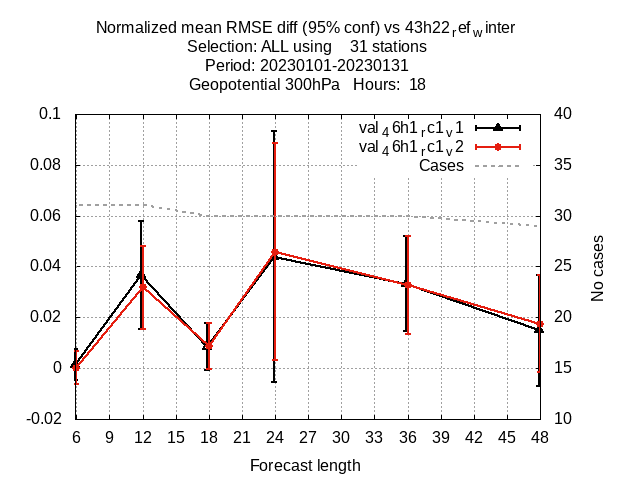 Normalized mean RMSE diff (95% conf) vs 43h22refwinter
Selection: ALL using 31 stations
Period: 20230101-20230131
Geopotential 300hPa Hours: 18
0.1 40
val46h1rc1v1
val46h1rc1v2
Cases
0.08 35
0.06 30
0.04 25
0.02 20
0 15
-0.02 10
No cases
6 9 12 15 18 21 24 27 30 33 36 39 42 45 48
Forecast length